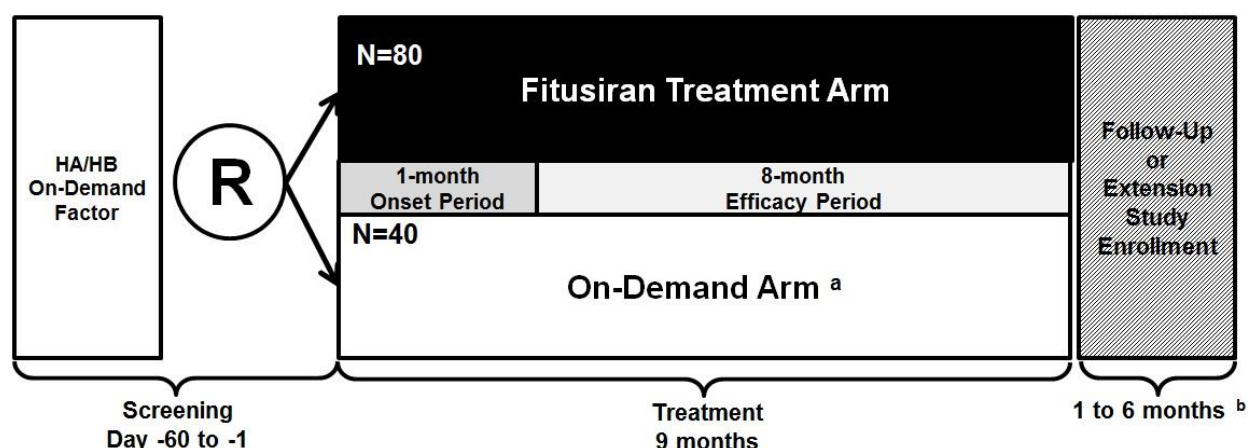 HA/HB
On-Demand
Factor
R
N=80
Fitusiran Treatment Arm
1-month
Onset Period
8-month
Efficacy Period
N=40
On-Demand Arm a
Follow-Up
or
Extension
Study
Enrollment
Screening
Day -60 to -1
Treatment
9 months
1 to 6 months b